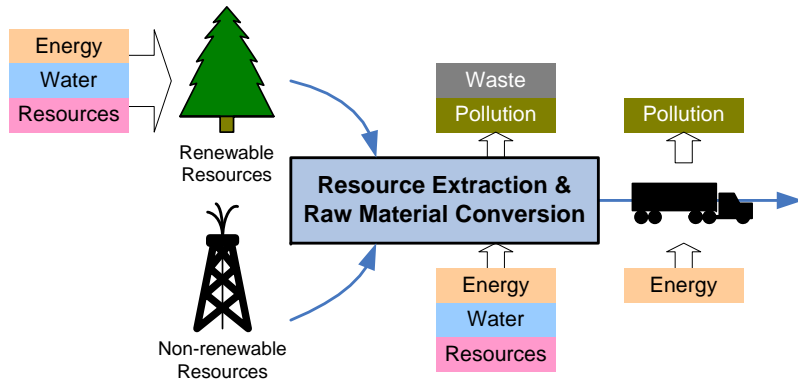 Energy
Water
Resources
Renewable
Resources
Non-renewable
Resources
Waste
Pollution
Resource Extraction &
Raw Material Conversion
Energy
Water
Resources
Pollution
Energy